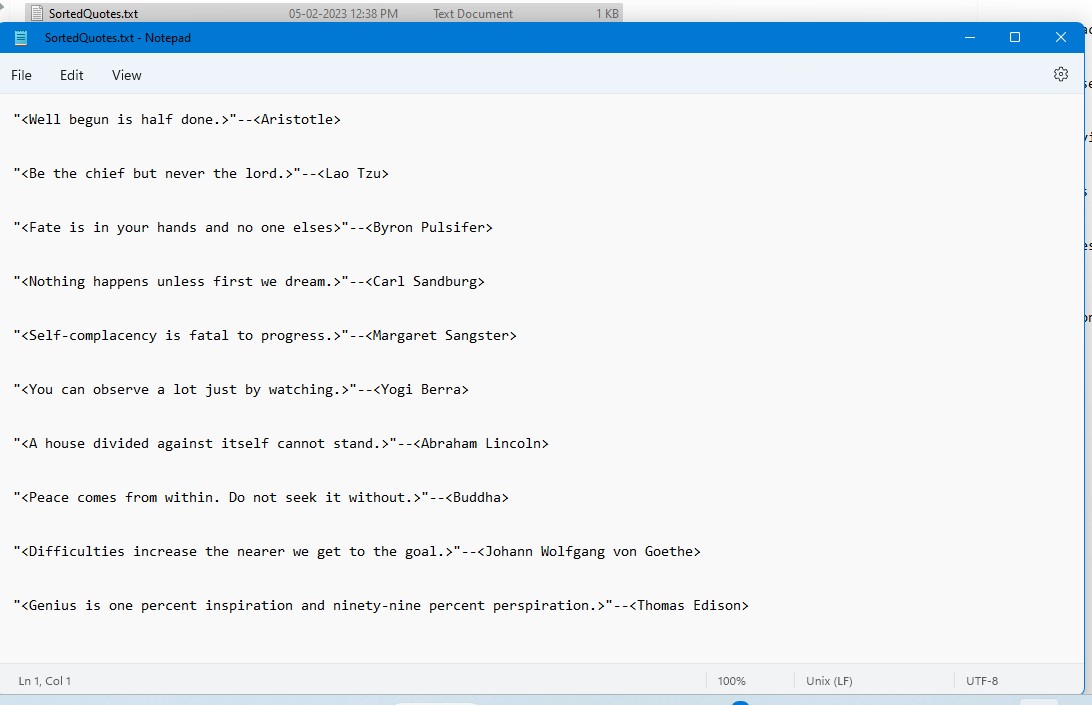 SortedQuotes.txt 05-02-2023 12:38 PM Text Document 1 KB
SortedQuotes.txt - Notepad
File Edit View
"<Well begun is half done.>"--<Aristotle>
"<Be the chief but never the lord.>"--<Lao Tzu>
"<Fate is in your hands and no one elses>"--<Byron Pulsifer>
"<Nothing happens unless first we dream.>"--<Carl Sandburg>
"<Self-complacency is fatal to progress.>"--<Margaret Sangster>
"<You can observe a lot just by watching.>"--<Yogi Berra>
"<A house divided against itself cannot stand.>"--<Abraham Lincoln>
"<Peace comes from within. Do not seek it without.>"--<Buddha>
"<Difficulties increase the nearer we get to the goal.>"--<Johann Wolfgang von Goethe>
"<Genius is one percent inspiration and ninety-nine percent perspiration.>"--<Thomas Edison>
Ln 1, Col 1 100% Unix (LF) UTF-8